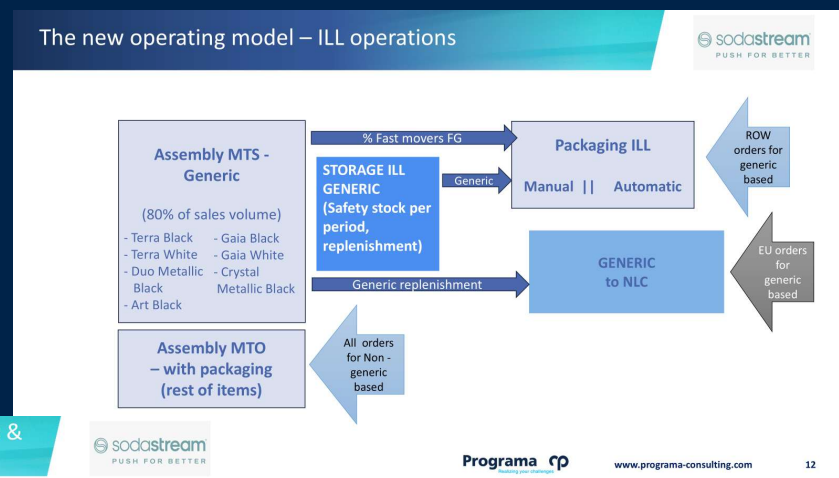 The new operating model – ILL operations
sodastream
PUSH FOR BETTER
Assembly MTS -
Generic
(80% of sales volume)
- Terra Black
- Terra White
- Duo Metallic
Black
- Art Black
- Gaia Black
- Gaia White
- Crystal
Metallic Black
% Fast movers FG
STORAGE ILL
GENERIC
(Safety stock per
period,
replenishment)
Generic
Packaging ILL
Manual || Automatic
ROW
orders for
generic
based
Generic replenishment
GENERIC
to NLC
EU orders
for
generic
based
Assembly MTO
– with packaging
(rest of items)
All orders
for Non -
generic
based
&
sodastream
PUSH FOR BETTER
Programa
Realizing your challenges
www.programa-consulting.com
12